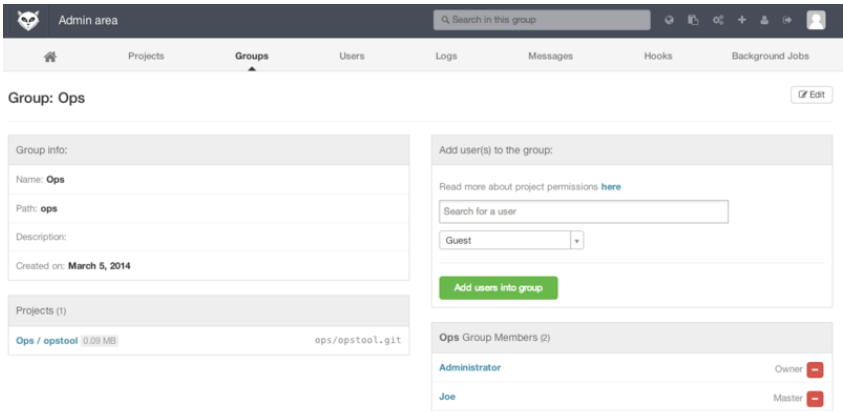 Admin area
Search in this group
Projects Groups Users Logs Messages Hooks Background Jobs
Group: Ops
Edit
Group info:
Name: Ops
Path: ops
Description:
Created on: March 5, 2014
Projects (1)
Ops / opstool 0.09 MB ops/opstool.git
Add user(s) to the group:
Read more about project permissions here
Search for a user
Guest
Add users into group
Ops Group Members (2)
Administrator Owner
Joe Master